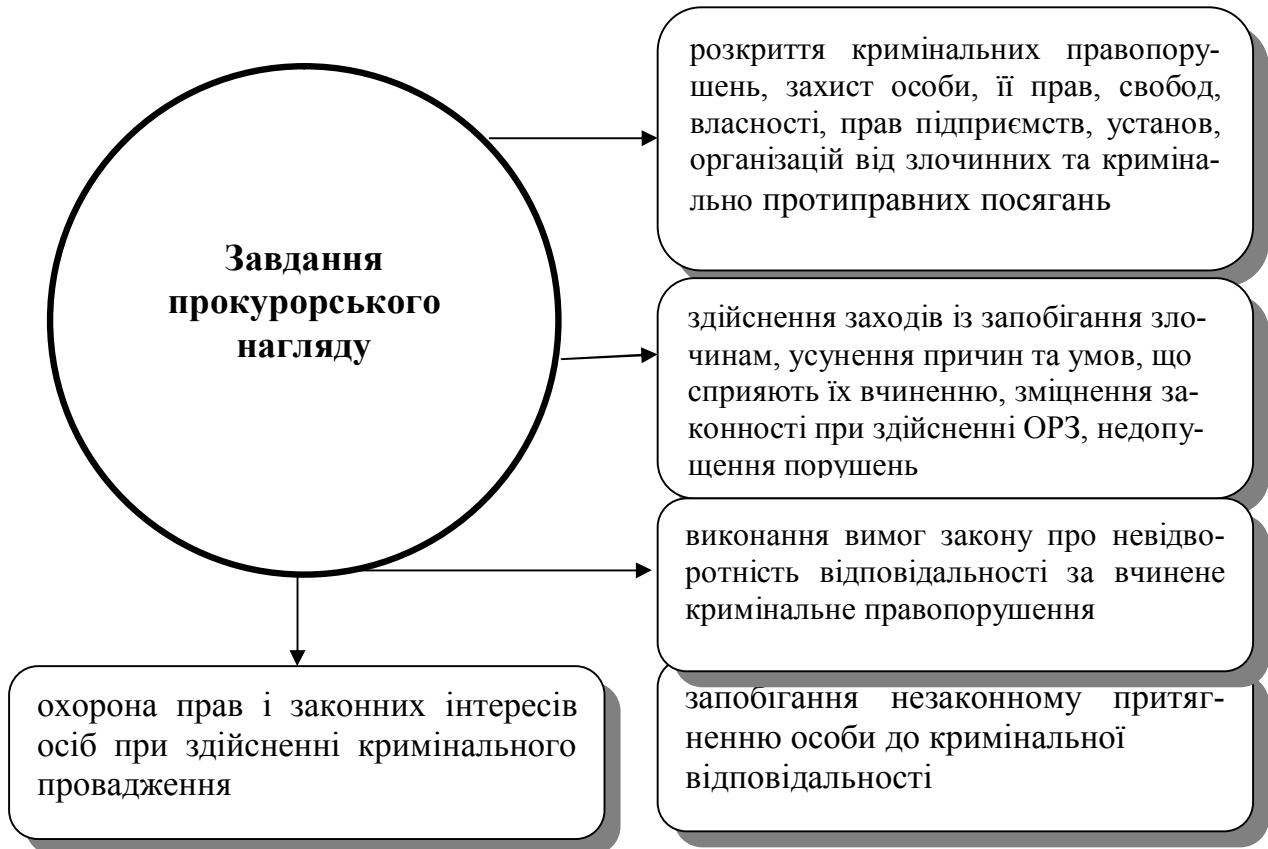 Завдання
прокурорського
нагляду
розкриття кримінальних правопору-
шень, захист особи, її прав, свобод,
власності, прав підприємств, установ,
організацій від злочинних та криміна-
льно протиправних посягань
здійснення заходів із запобігання зло-
чинам, усунення причин та умов, що
сприяють їх вчиненню, зміцнення за-
конності при здійсненні ОРЗ, недопу-
щення порушень
виконання вимог закону про невідво-
ротність відповідальності за вчинене
кримінальне правопорушення
запобігання незаконному притяг-
ненню особи до кримінальної
відповідальності
охорона прав і законних інтересів
осіб при здійсненні кримінального
провадження